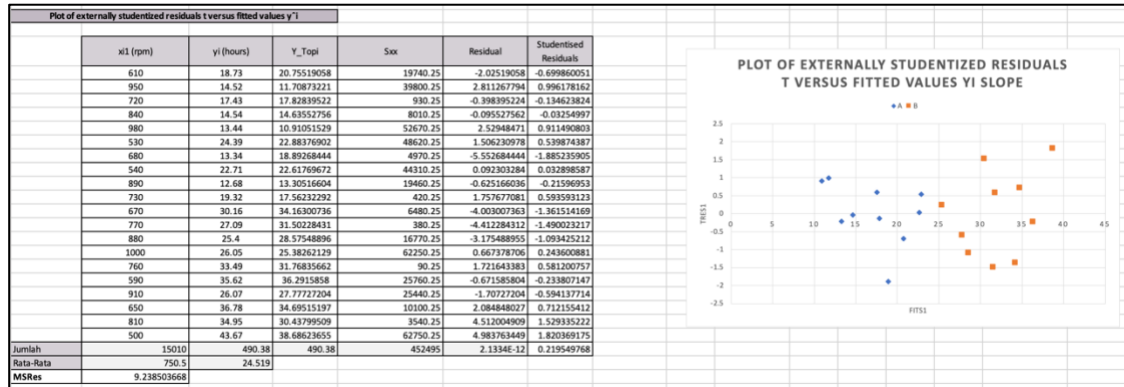 Plot of externally studentized residuals t versus fitted values y^i
xi1 (rpm) yi (hours) Y_Topi Sxx Residual Studentised Residuals
610 18.73 20.75519058 19740.25 -2.02519058 -0.699860051
950 14.52 11.70873221 39800.25 2.811267794 0.996178162
720 17.43 17.82839522 930.25 -0.398395224 -0.134623824
840 14.54 14.63552756 8010.25 -0.095527562 -0.03254997
980 13.44 10.91051529 52670.25 2.52948471 0.911490803
530 24.39 22.88376902 48620.25 1.506230978 0.539874387
680 13.34 18.89268444 4970.25 -5.552684444 -1.885235905
540 22.71 22.61769672 44310.25 0.092303284 0.032898587
890 12.68 13.30516604 19460.25 -0.625166036 -0.21596953
730 19.32 17.56232292 420.25 1.757677081 0.593593123
670 30.16 34.16300736 6480.25 -4.003007363 -1.361514169
770 27.09 31.50228431 380.25 -4.412284312 -1.490023217
880 25.4 28.57548896 16770.25 -3.175488955 -1.093425212
1000 26.05 25.38262129 62250.25 0.667378706 0.243600881
760 33.49 31.76835662 90.25 1.721643383 0.581200757
590 35.62 36.2915858 25760.25 -0.671585804 -0.233807147
910 26.07 27.77727204 25440.25 -1.70727204 -0.594137714
650 36.78 34.69515197 10100.25 2.084848027 0.712155412
810 34.95 30.43799509 3540.25 4.512004909 1.529335222
500 43.67 38.68623655 62750.25 4.983763449 1.820369175
Jumlah 15010 490.38 490.38 452495 2.1334E-12 0.219549768
Rata-Rata 750.5 24.519
MSRes 9.238503668
PLOT OF EXTERNALLY STUDENTIZED RESIDUALS
T VERSUS FITTED VALUES YI SLOPE
A B
2.5
2
1.5
1
0.5
0
-0.5
-1
-1.5
-2
-2.5
0 5 10 15 20 25 30 35 40 45
TRES1
FITS1